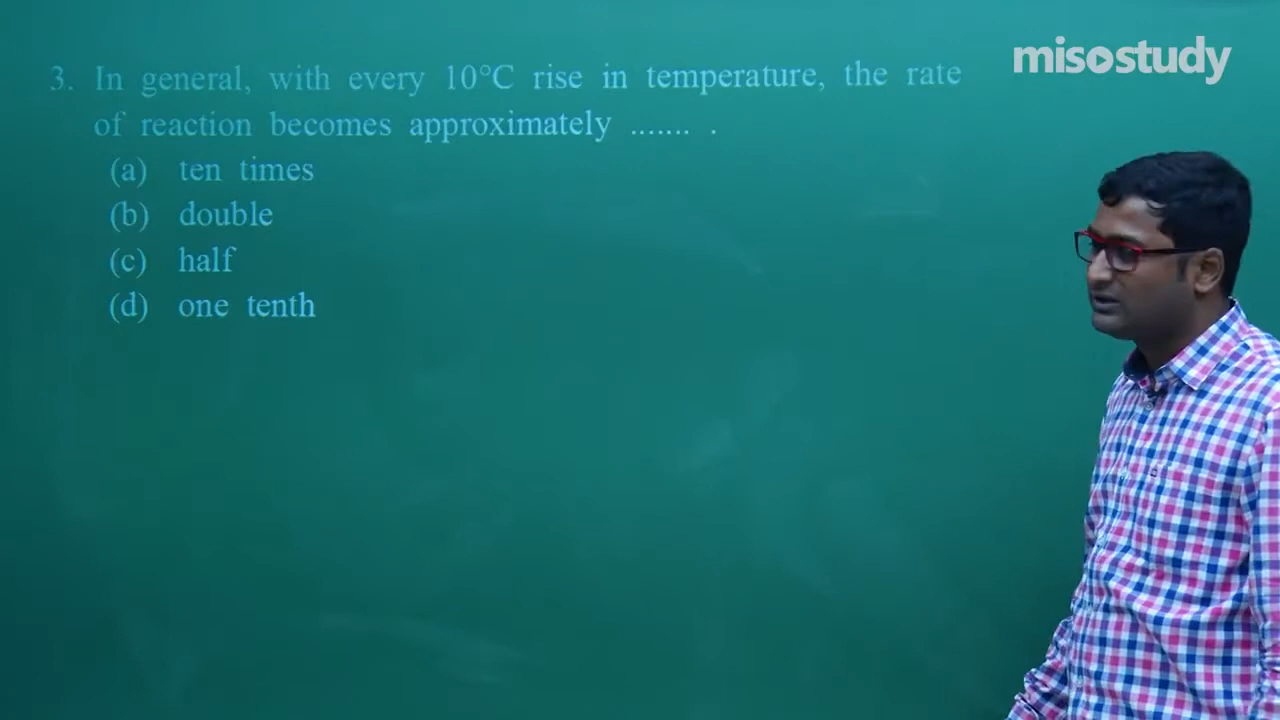 misostudy
3. In general, with every 10°C rise in temperature, the rate
of reaction becomes approximately ....... .
(a) ten times
(b) double
(c) half
(d) one tenth